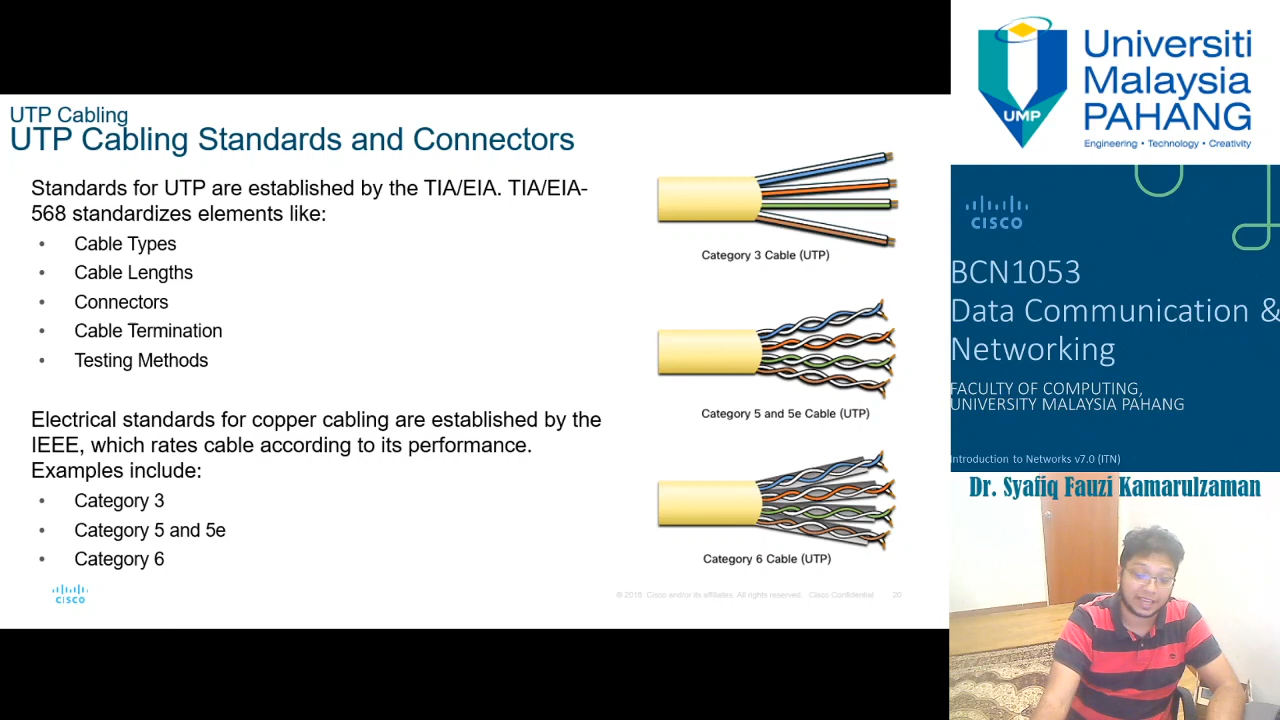 UTP Cabling
UTP Cabling Standards and Connectors
Standards for UTP are established by the TIA/EIA. TIA/EIA-
568 standardizes elements like:
• Cable Types
• Cable Lengths
• Connectors
• Cable Termination
• Testing Methods
Electrical standards for copper cabling are established by the
IEEE, which rates cable according to its performance.
Examples include:
• Category 3
• Category 5 and 5e
• Category 6
Category 3 Cable (UTP)
Category 5 and 5e Cable (UTP)
Category 6 Cable (UTP)
CISCO
© 2016 Cisco and/or its affiliates. All rights reserved. Cisco Confidential 20
UMP
Universiti
Malaysia
PAHANG
Engineering • Technology • Creativity
CISCO
BCN1053
Data Communication &
Networking
FACULTY OF COMPUTING,
UNIVERSITY MALAYSIA PAHANG
Introduction to Networks v7.0 (ITN)
Dr. Syafiq Fauzi Kamarulzaman